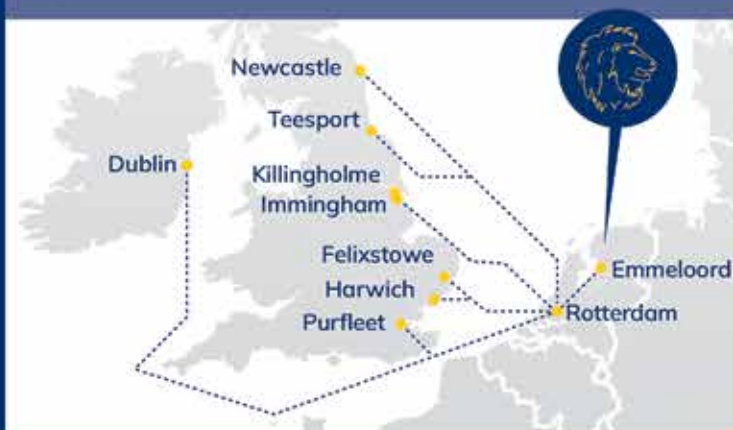 Newcastle
Teesport
Dublin
Killingholme
Immingham
Felixstowe
Emmeloord
Harwich
Rotterdam
Purfleet